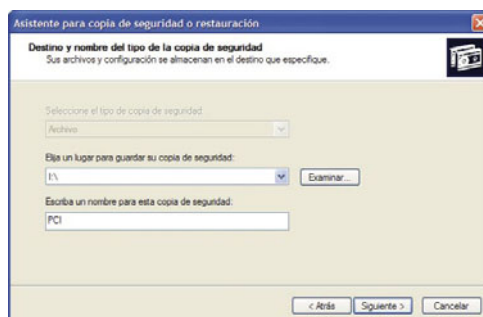 Asistente para copia de seguridad o restauración
Destino y nombre del tipo de la copia de seguridad
Sus archivos y configuración se almacenan en el destino que especifique.
Seleccione el tipo de copia de seguridad
Archivo
Elija un lugar para guardar su copia de seguridad:
I:\
Examinar...
Escriba un nombre para esta copia de seguridad:
PCI
< Atrás
Siguiente >
Cancelar